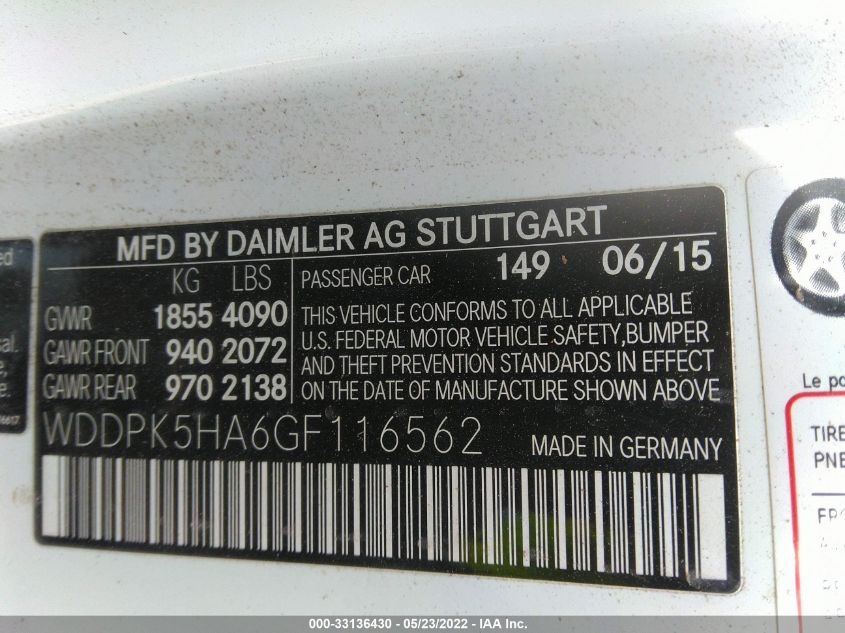 MFD BY DAIMLER AG STUTTGART
KG LBS
GVWR 1855 4090
GAWR FRONT 940 2072
GAWR REAR 970 2138
PASSENGER CAR 149 06/15
THIS VEHICLE CONFORMS TO ALL APPLICABLE
U.S. FEDERAL MOTOR VEHICLE SAFETY,BUMPER
AND THEFT PREVENTION STANDARDS IN EFFECT
ON THE DATE OF MANUFACTURE SHOWN ABOVE
WDDPK5HA6GF116562 MADE IN GERMANY
Le
TIRE
000-33136430 - 05/23/2022 - IAA Inc.